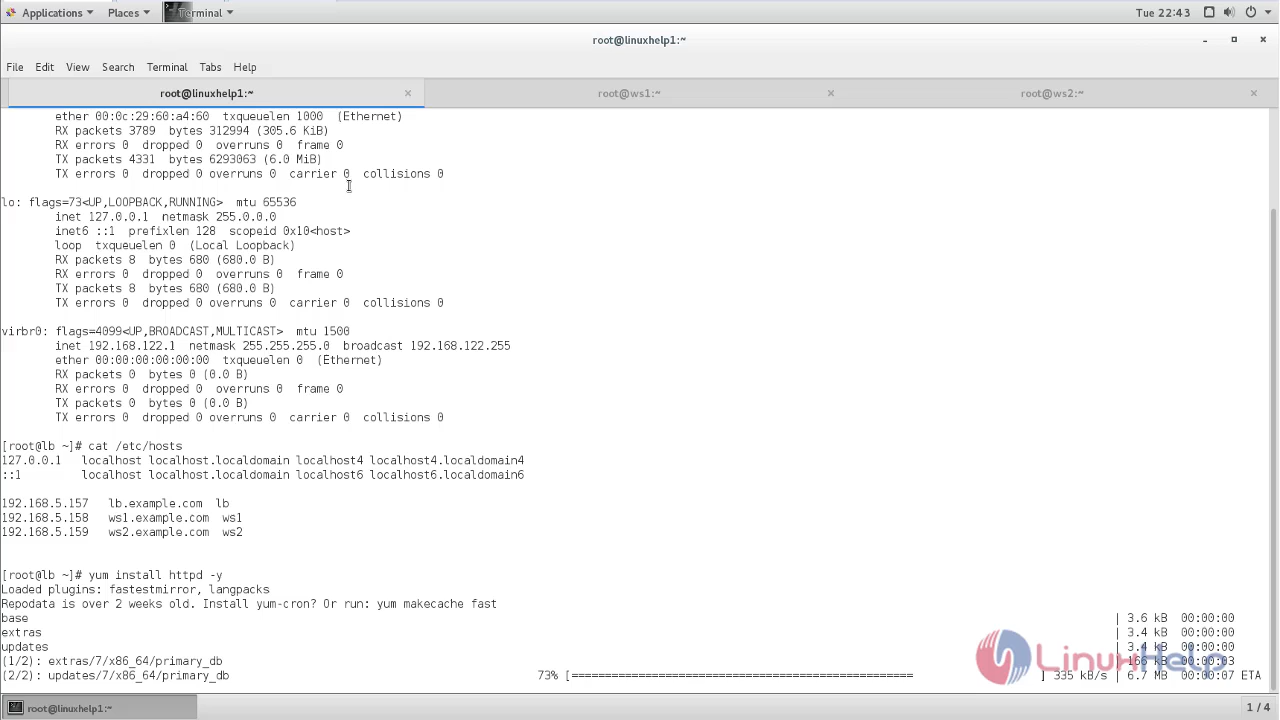 Applications Places Terminal Tue 22:43
root@linuxhelp1:~
File Edit View Search Terminal Tabs Help
root@linuxhelp1:~ root@ws1:~ root@ws2:~
ether 00:0c:29:60:a4:60 txqueuelen 1000 (Ethernet)
RX packets 3789 bytes 312994 (305.6 KiB)
RX errors 0 dropped 0 overruns 0 frame 0
TX packets 4331 bytes 6293063 (6.0 MiB)
TX errors 0 dropped 0 overruns 0 carrier 0 collisions 0
lo: flags=73<UP,LOOPBACK,RUNNING> mtu 65536
inet 127.0.0.1 netmask 255.0.0.0
inet6 ::1 prefixlen 128 scopeid 0x10<host>
loop txqueuelen 0 (Local Loopback)
RX packets 8 bytes 680 (680.0 B)
RX errors 0 dropped 0 overruns 0 frame 0
TX packets 8 bytes 680 (680.0 B)
TX errors 0 dropped 0 overruns 0 carrier 0 collisions 0
virbr0: flags=4099<UP,BROADCAST,MULTICAST> mtu 1500
inet 192.168.122.1 netmask 255.255.255.0 broadcast 192.168.122.255
ether 00:00:00:00:00:00 txqueuelen 0 (Ethernet)
RX packets 0 bytes 0 (0.0 B)
RX errors 0 dropped 0 overruns 0 frame 0
TX packets 0 bytes 0 (0.0 B)
TX errors 0 dropped 0 overruns 0 carrier 0 collisions 0
[root@lb ~]# cat /etc/hosts
127.0.0.1 localhost localhost.localdomain localhost4 localhost4.localdomain4
::1 localhost localhost.localdomain localhost6 localhost6.localdomain6
192.168.5.157 lb.example.com lb
192.168.5.158 ws1.example.com ws1
192.168.5.159 ws2.example.com ws2
[root@lb ~]# yum install httpd -y
Loaded plugins: fastestmirror, langpacks
Repodata is over 2 weeks old. Install yum-cron? Or run: yum makecache fast
base | 3.6 kB 00:00:00
extras | 3.4 kB 00:00:00
updates | 3.4 kB 00:00:00
(1/2): extras/7/x86_64/primary_db | 166 kB 00:00:03
(2/2): updates/7/x86_64/primary_db 73% [=================================================== ] 335 kB/s | 6.7 MB 00:00:07 ETA
LinuxHelp
root@linuxhelp1:~ 1 / 4